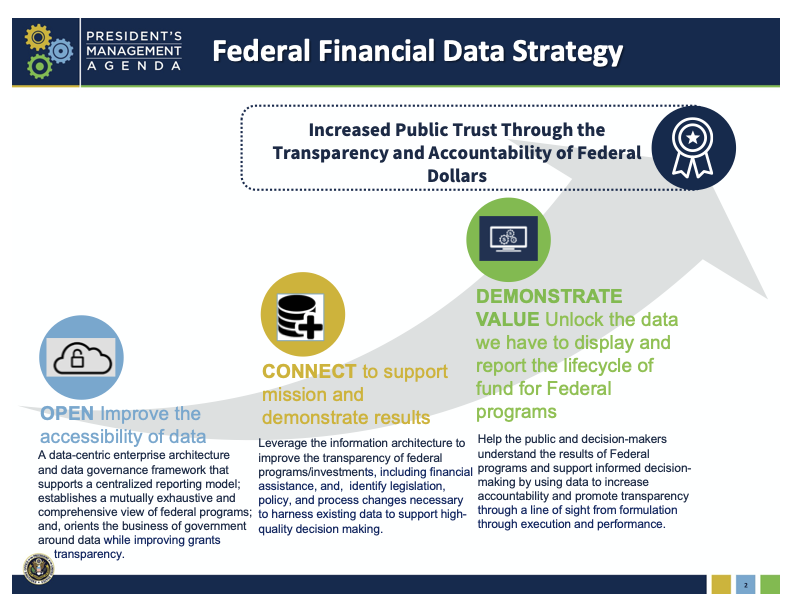 PRESIDENT'S
MANAGEMENT
AGENDA
Federal Financial Data Strategy
Increased Public Trust Through the
Transparency and Accountability of Federal
Dollars
OPEN Improve the
accessibility of data
A data-centric enterprise architecture
and data governance framework that
supports a centralized reporting model;
establishes a mutually exhaustive and
comprehensive view of federal programs;
and, orients the business of government
around data while improving grants
transparency.
CONNECT to support
mission and
demonstrate results
Leverage the information architecture to
improve the transparency of federal
programs/investments, including financial
assistance, and, identify legislation,
policy, and process changes necessary
to harness existing data to support high-
quality decision making.
DEMONSTRATE
VALUE Unlock the data
we have to display and
report the lifecycle of
fund for Federal
programs
Help the public and decision-makers
understand the results of Federal
programs and support informed decision-
making by using data to increase
accountability and promote transparency
through a line of sight from formulation
through execution and performance.
2